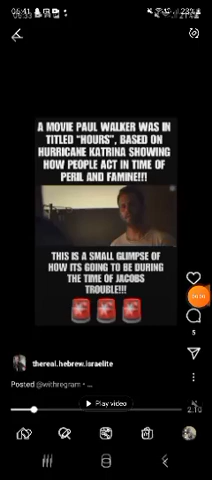 23%
A MOVIE PAUL WALKER WAS IN
TITLED "HOURS", BASED ON
HURRICANE KATRINA SHOWING
HOW PEOPLE ACT IN TIME OF
PERIL AND FAMINE!!!
THIS IS A SMALL GLIMPSE OF
HOW ITS GOING TO BE DURING
THE TIME OF JACOBS
TROUBLE!!!
5
thereal.hebrew.israelite
Posted @withregram • ...
Play video
2:10